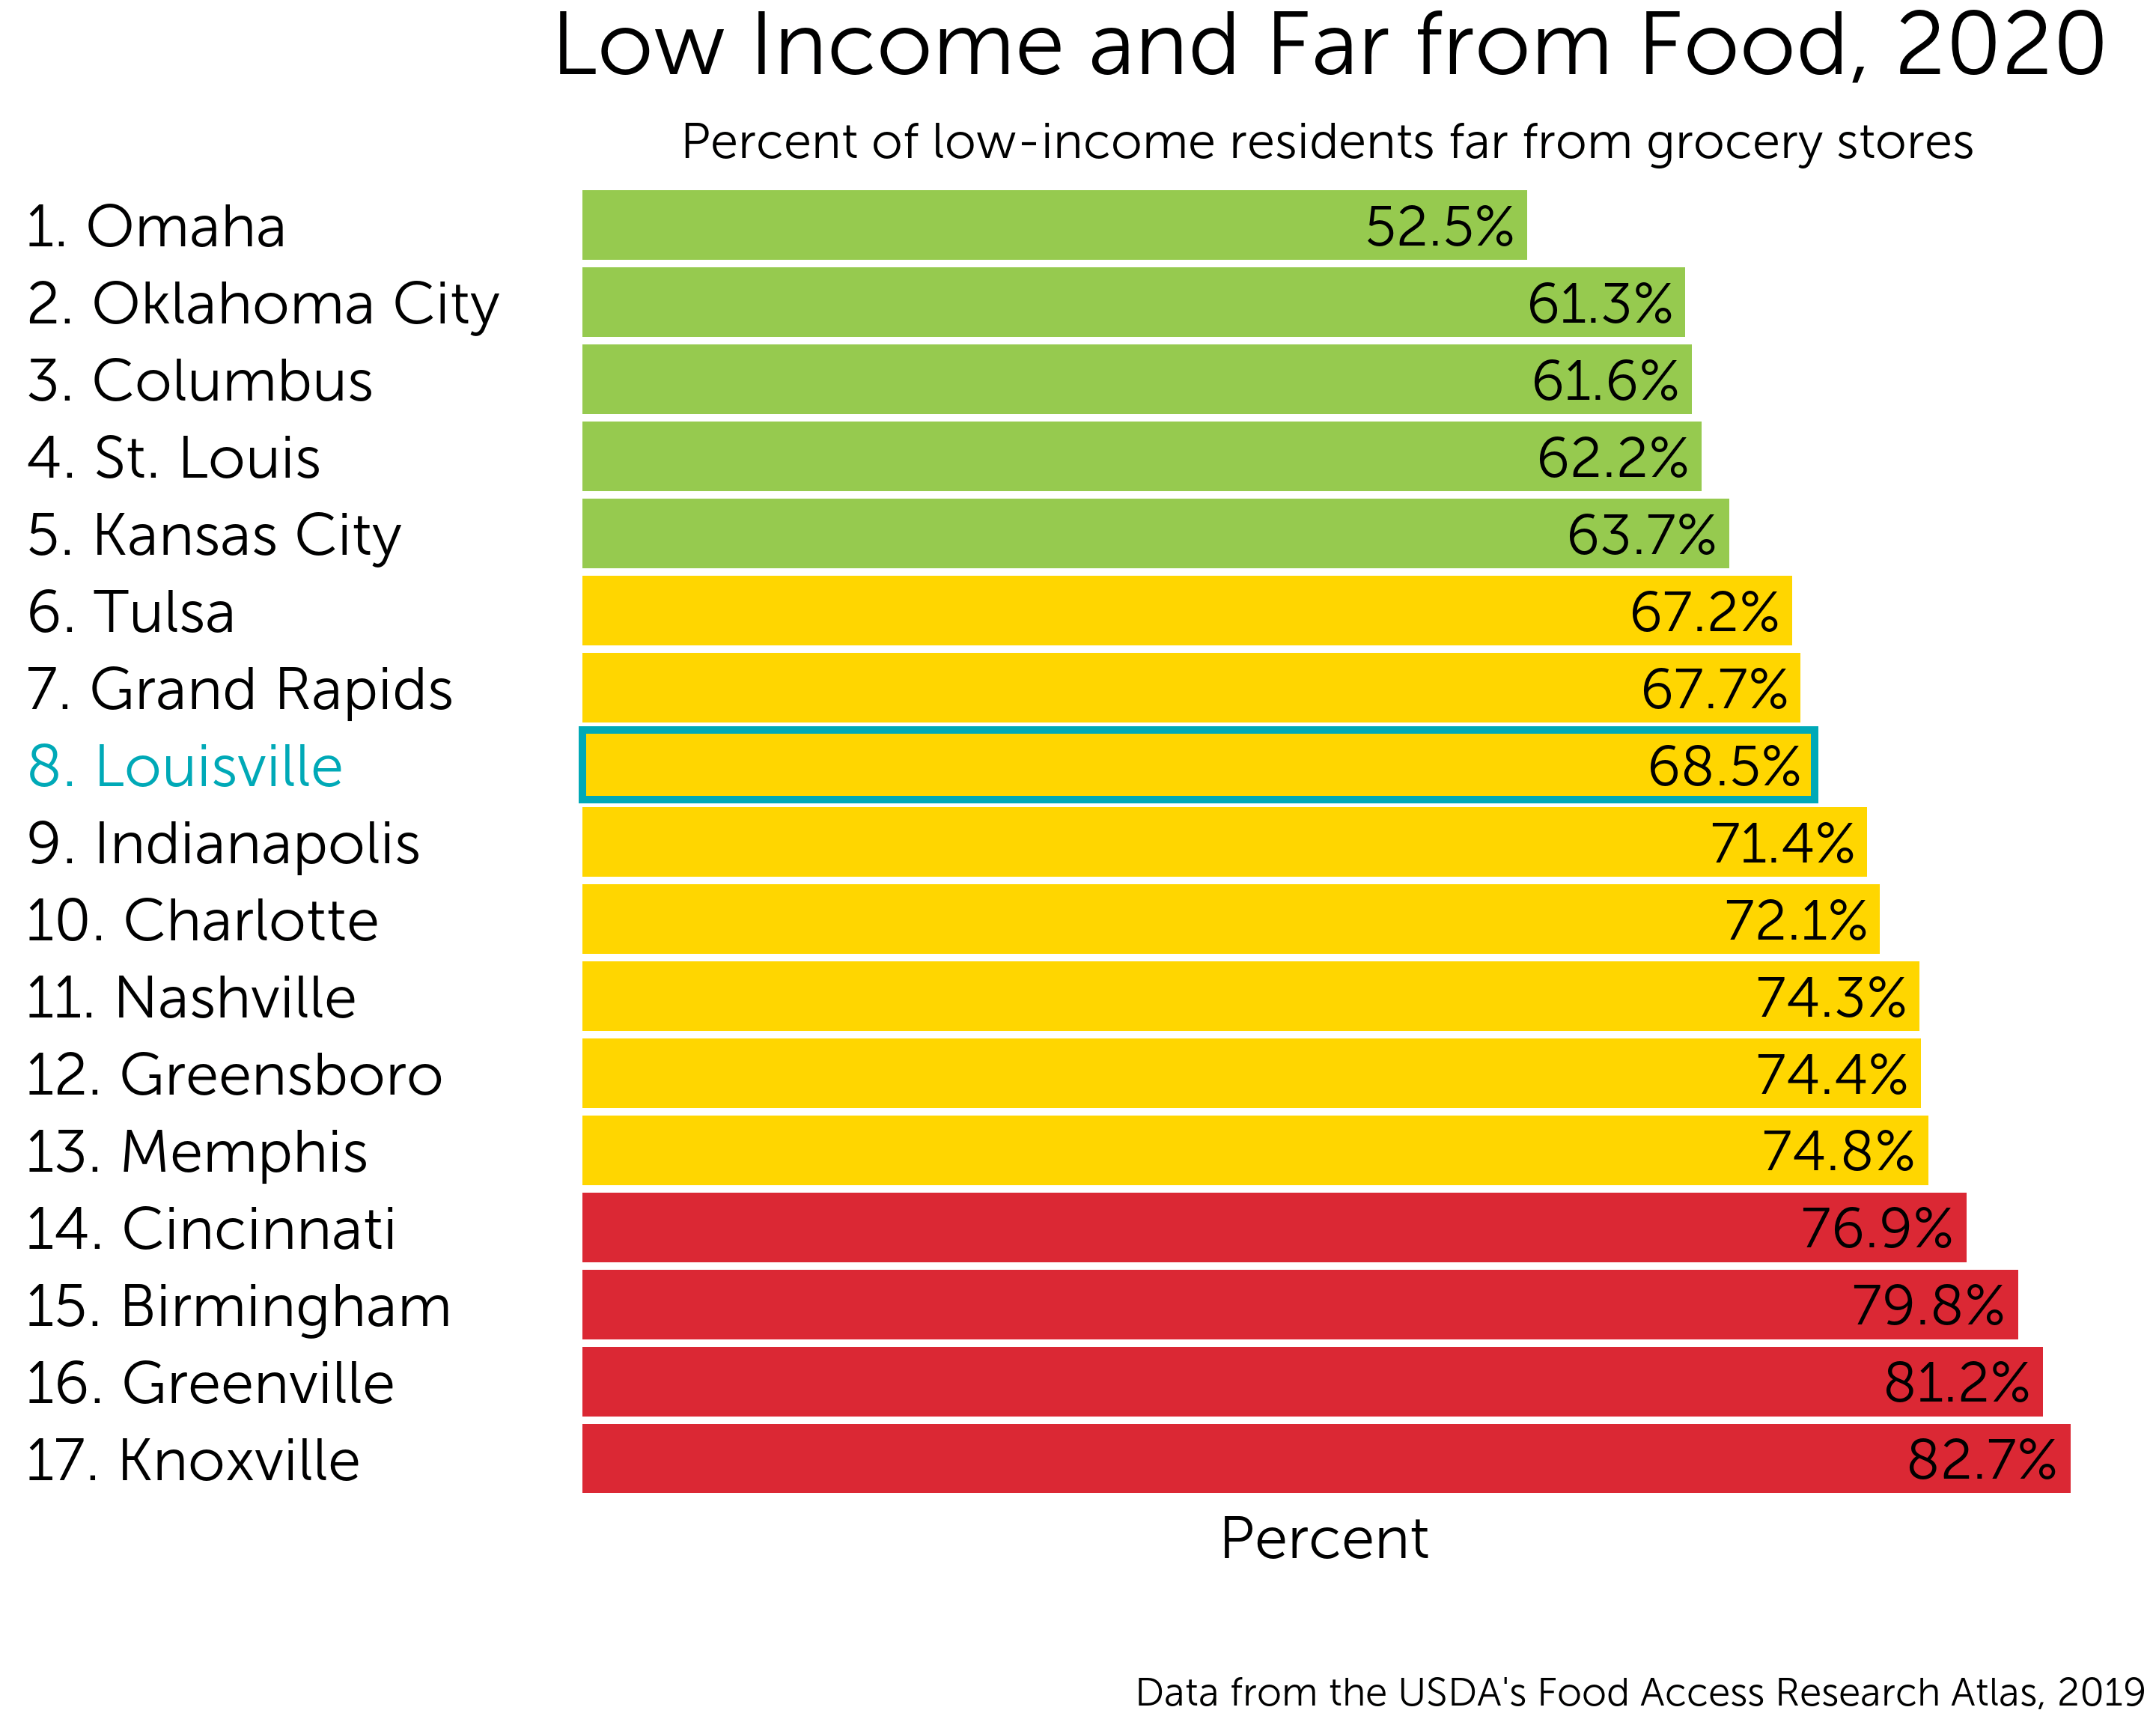 Low Income and Far from Food, 2020
Percent of low-income residents far from grocery stores
1. Omaha 52.5%
2. Oklahoma City 61.3%
3. Columbus 61.6%
4. St. Louis 62.2%
5. Kansas City 63.7%
6. Tulsa 67.2%
7. Grand Rapids 67.7%
8. Louisville 68.5%
9. Indianapolis 71.4%
10. Charlotte 72.1%
11. Nashville 74.3%
12. Greensboro 74.4%
13. Memphis 74.8%
14. Cincinnati 76.9%
15. Birmingham 79.8%
16. Greenville 81.2%
17. Knoxville 82.7%
Percent
Data from the USDA's Food Access Research Atlas, 2019